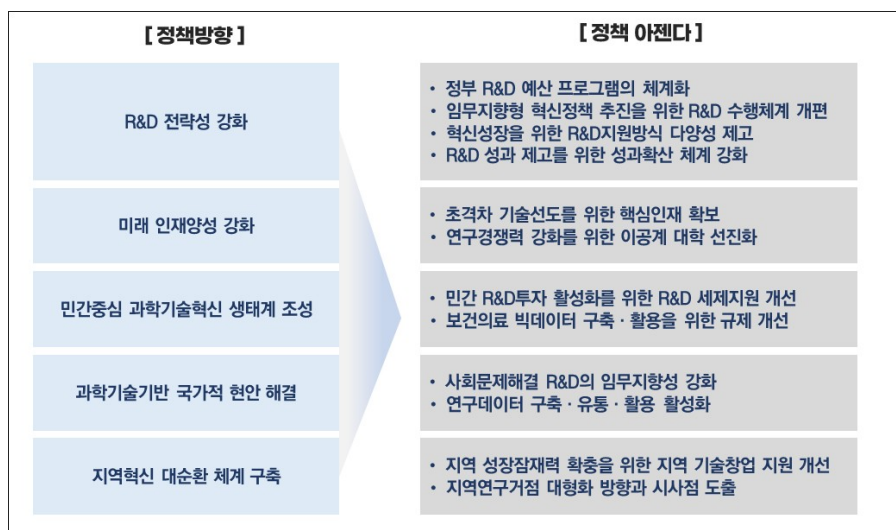 [ 정책방향 ]
[ 정책 아젠다 ]
R&D 전략성 강화
• 정부 R&D 예산 프로그램의 체계화
• 임무지향형 혁신정책 추진을 위한 R&D 수행체계 개편
• 혁신성장을 위한 R&D지원방식 다양성 제고
• R&D 성과 제고를 위한 성과확산 체계 강화
미래 인재양성 강화
• 초격차 기술선도를 위한 핵심인재 확보
• 연구경쟁력 강화를 위한 이공계 대학 선진화
민간중심 과학기술혁신 생태계 조성
• 민간 R&D투자 활성화를 위한 R&D 세제지원 개선
• 보건의료 빅데이터 구축 · 활용을 위한 규제 개선
과학기술기반 국가적 현안 해결
• 사회문제해결 R&D의 임무지향성 강화
• 연구데이터 구축 · 유통 · 활용 활성화
지역혁신 대순환 체계 구축
• 지역 성장잠재력 확충을 위한 지역 기술창업 지원 개선
• 지역연구거점 대형화 방향과 시사점 도출